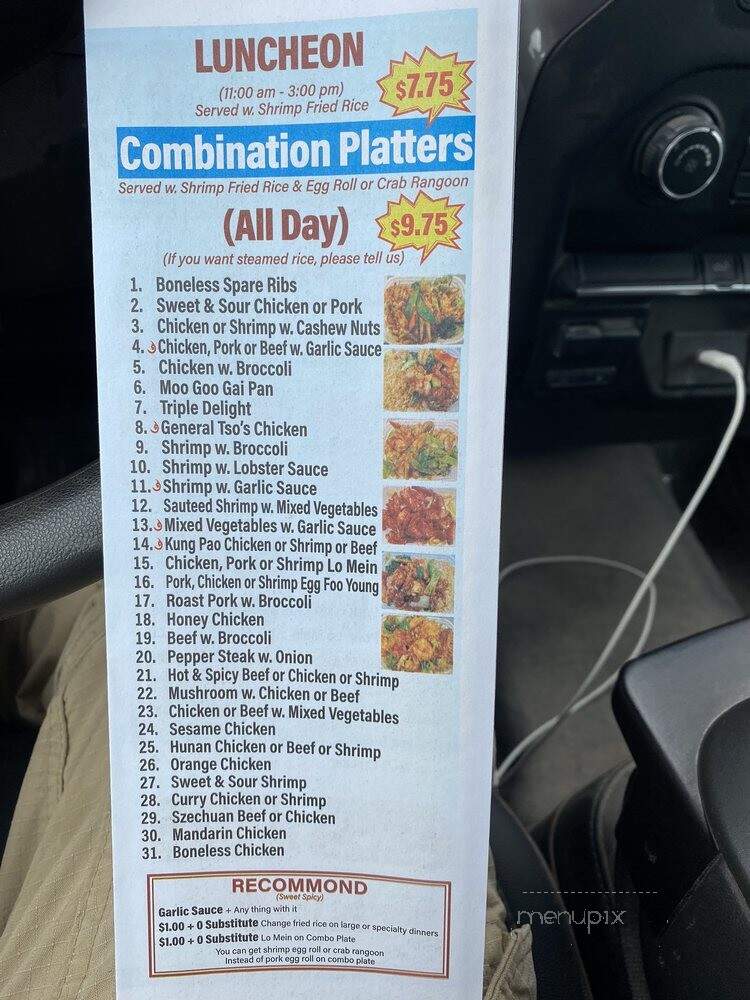 LUNCHEON
(11:00 am - 3:00 pm)
$7.75
Served w. Shrimp Fried Rice
Combination Platters
Served w. Shrimp Fried Rice & Egg Roll or Crab Rangoon
(All Day)
$9.75
(If you want steamed rice, please tell us)
1. Boneless Spare Ribs
2. Sweet & Sour Chicken or Pork
3. Chicken or Shrimp w. Cashew Nuts
4. Chicken, Pork or Beef w. Garlic Sauce
5. Chicken w. Broccoli
6. Moo Goo Gai Pan
7. Triple Delight
8. General Tso's Chicken
9. Shrimp w. Broccoli
10. Shrimp w. Lobster Sauce
11. Shrimp w. Garlic Sauce
12. Sauteed Shrimp w. Mixed Vegetables
13. Mixed Vegetables w. Garlic Sauce
14. Kung Pao Chicken or Shrimp or Beef
15. Chicken, Pork or Shrimp Lo Mein
16. Pork, Chicken or Shrimp Egg Foo Young
17. Roast Pork w. Broccoli
18. Honey Chicken
19. Beef w. Broccoli
20. Pepper Steak w. Onion
21. Hot & Spicy Beef or Chicken or Shrimp
22. Mushroom w. Chicken or Beef
23. Chicken or Beef w. Mixed Vegetables
24. Sesame Chicken
25. Hunan Chicken or Beef or Shrimp
26. Orange Chicken
27. Sweet & Sour Shrimp
28. Curry Chicken or Shrimp
29. Szechuan Beef or Chicken
30. Mandarin Chicken
31. Boneless Chicken
RECOMMOND
(Sweet Spicy)
Garlic Sauce + Any thing with it
$1.00 + 0 Substitute Change fried rice on large or specialty dinners
$1.00 + 0 Substitute Lo Mein on Combo Plate
You can get shrimp egg roll or crab rangoon
Instead of pork egg roll on combo plate
menupix